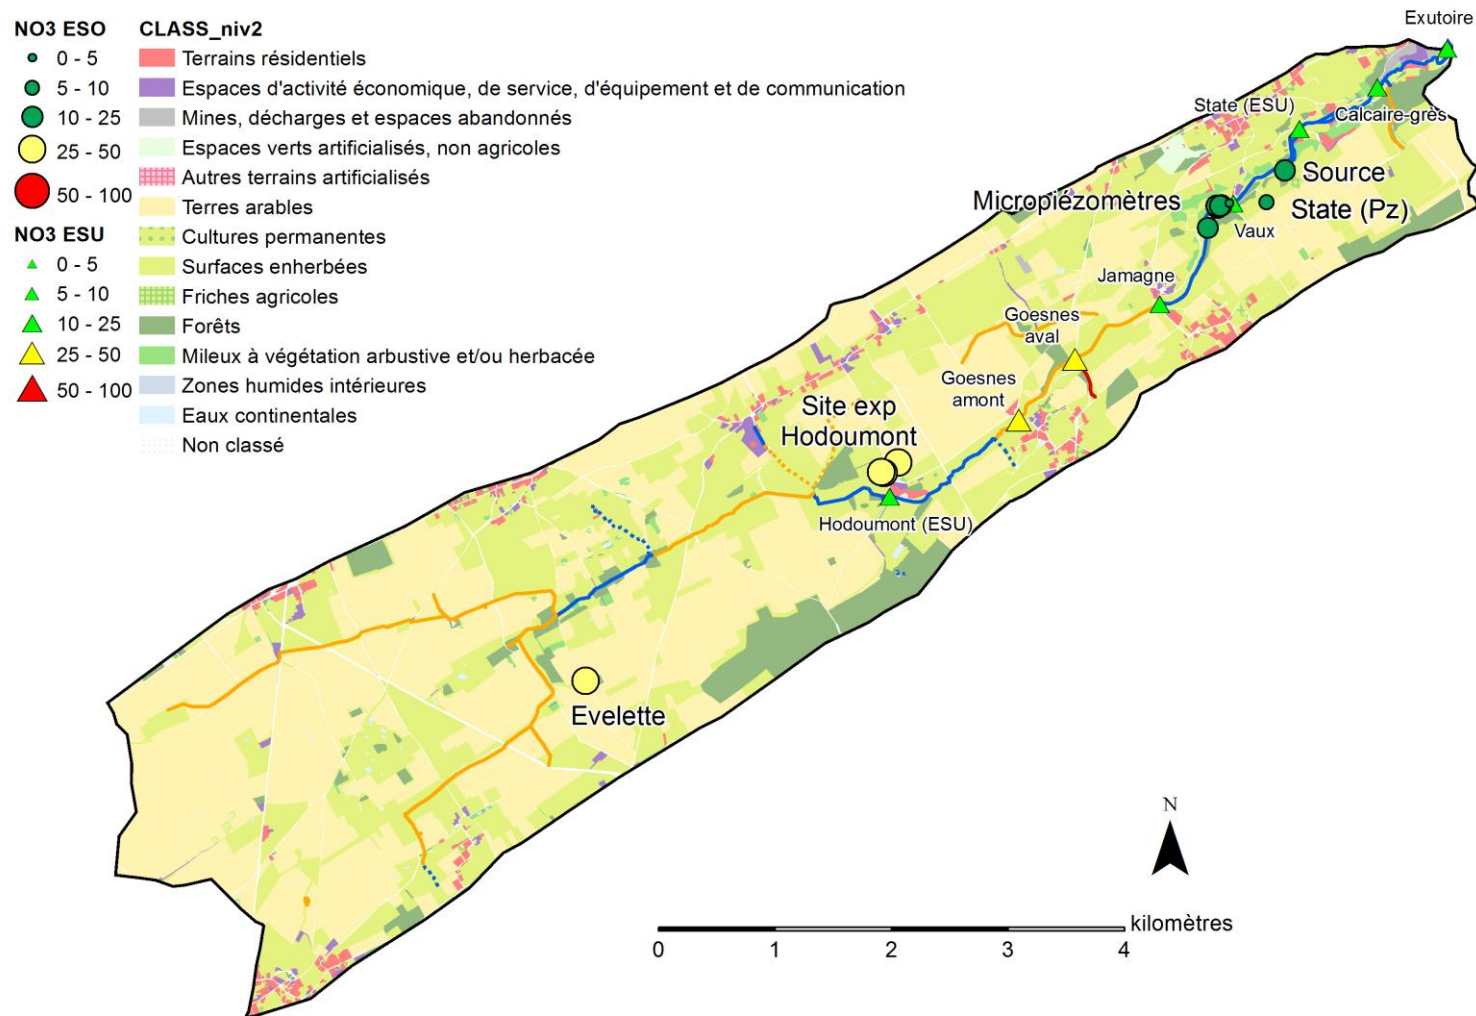 NO3 ESO
0 - 5
5 - 10
10 - 25
25 - 50
50 - 100
NO3 ESU
0 - 5
5 - 10
10 - 25
25 - 50
50 - 100
CLASS_niv2
Terrains résidentiels
Espaces d'activité économique, de service, d'équipement et de communication
Mines, décharges et espaces abandonnés
Espaces verts artificialisés, non agricoles
Autres terrains artificialisés
Terres arables
Cultures permanentes
Surfaces enherbées
Friches agricoles
Forêts
Mileux à végétation arbustive et/ou herbacée
Zones humides intérieures
Eaux continentales
Non classé
Exutoire
State (ESU)
Calcaire-grès
Source
Micropiézomètres
State (Pz)
Vaux
Jamagne
Goesnes
aval
Goesnes
amont
Site exp
Hodoumont
Hodoumont (ESU)
Evelette
N
kilomètres
0 1 2 3 4